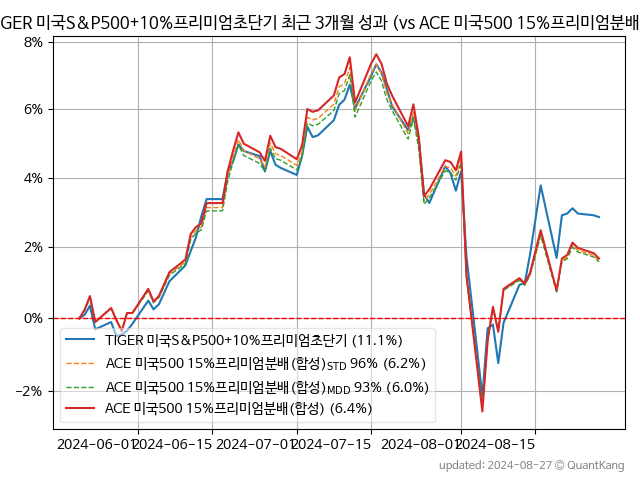 TIGER 미국S&P500+10%프리미엄초단기 최근 3개월 성과 (vs ACE 미국500 15%프리미엄분배
8%
6%
4%
2%
0%
−2%
TIGER 미국S&P500+10%프리미엄초단기 (11.1%)
ACE 미국500 15%프리미엄분배(합성)STD 96% (6.2%)
ACE 미국500 15%프리미엄분배(합성)MDD 93% (6.0%)
ACE 미국500 15%프리미엄분배(합성) (6.4%)
2024-06-01 2024-06-15 2024-07-01 2024-07-15 2024-08-01 2024-08-15
updated: 2024-08-27 © QuantKang